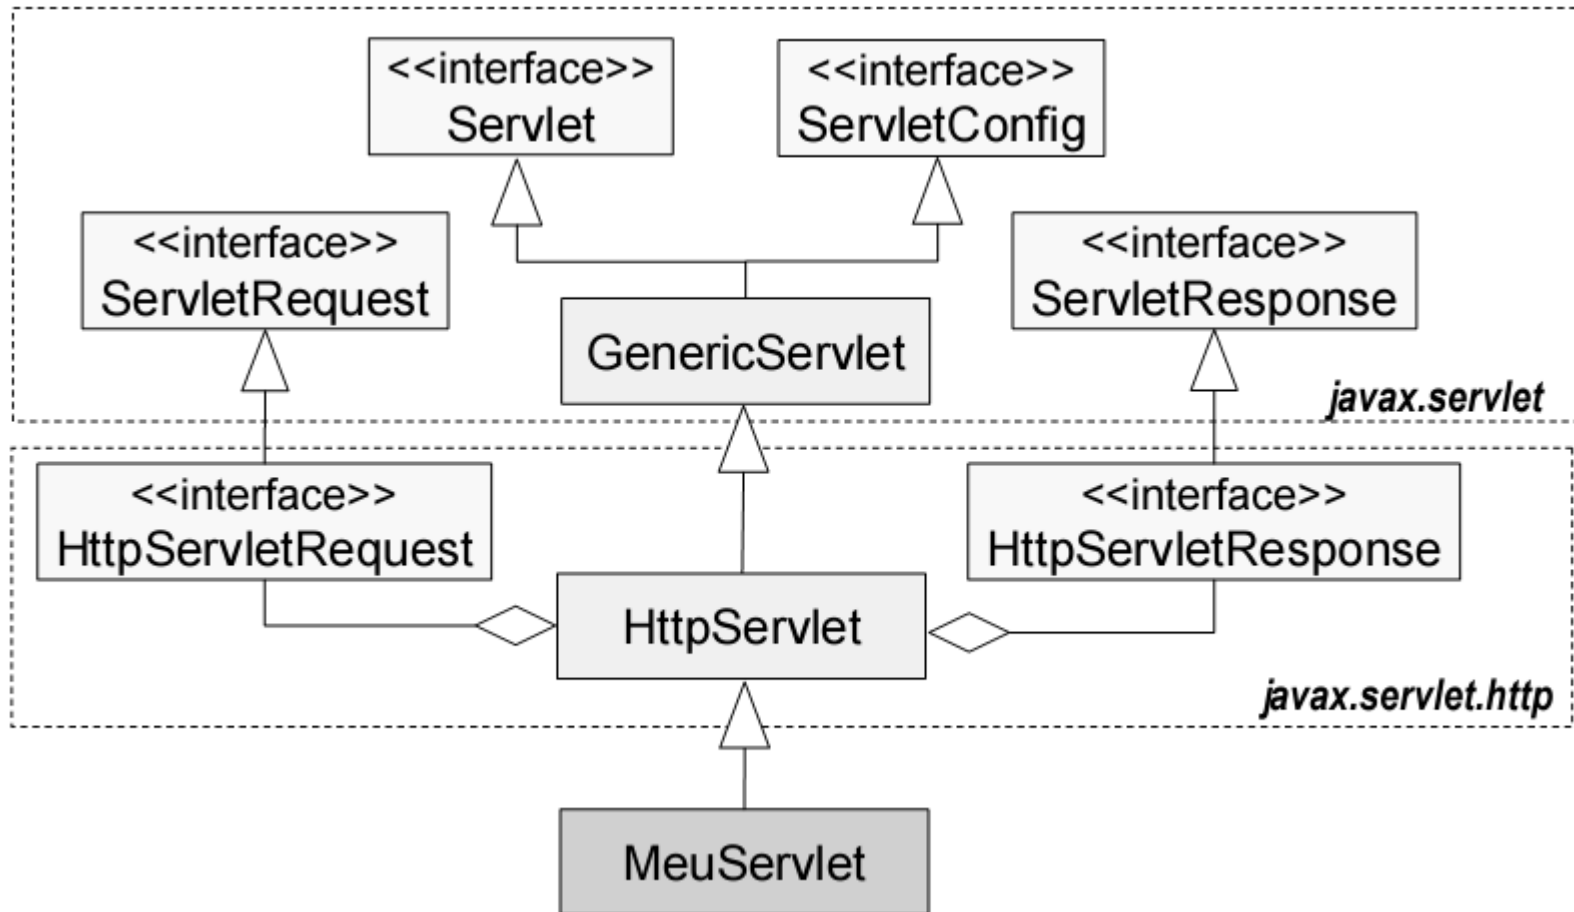 <<interface>>
Servlet
<<interface>>
ServletConfig
<<interface>>
ServletRequest
GenericServlet
<<interface>>
ServletResponse
javax.servlet
<<interface>>
HttpServletRequest
<<interface>>
HttpServletResponse
HttpServlet
javax.servlet.http
MeuServlet